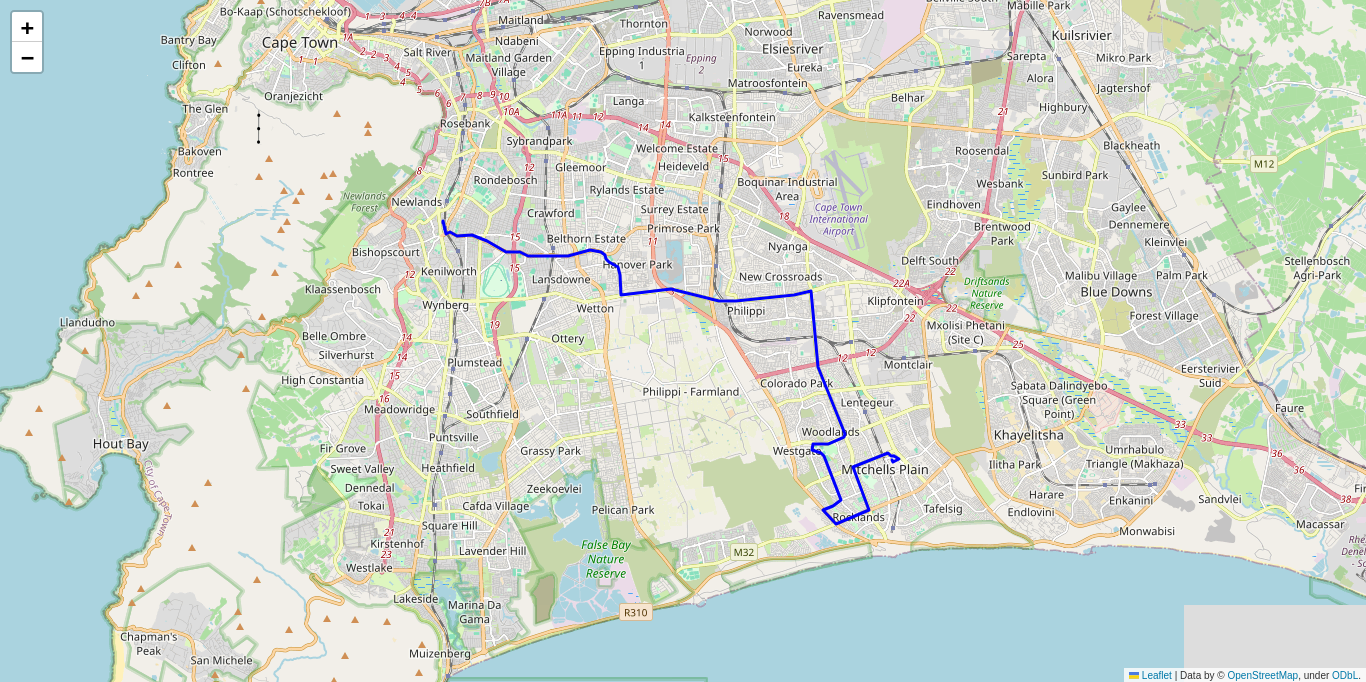 +
−
Bo-Kaap (Schotschekloof)
Maitland
Thornton
Ravensmead
Mabille Park
Bantry Bay
Cape Town
Salt River
Ndabeni
Norwood
Kuilsrivier
Clifton
Maitland Garden
Village
Epping Industria
1
Epping
2
Elsiesriver
Eureka
Sarepta
Mikro Park
Matroosfontein
Alora
Jagtershof
Oranjezicht
Langa
Belhar
Highbury
The Glen
Rosebank
Kalksteenfontein
Bakoven
Rontree
Sybrandpark
Welcome Estate
Roosendal
Blackheath
M12
Gleemoor
Heideveld
Sunbird Park
Rondebosch
Rylands Estate
Boquinar Industrial
Area
Wesbank
Newlands
Forest
Newlands
Crawford
Surrey Estate
Cape Town
International
Airport
Eindhoven
Gaylee
Belthorn Estate
Primrose Park
Brentwood
Park
Dennemere
Kleinvlei
Bishopscourt
Nyanga
Delft South
Stellenbosch
Agri-Park
Kenilworth
Hanover Park
Lansdowne
New Crossroads
Malibu Village
Palm Park
Klaassenbosch
Driftsands
Nature
Reserve
Blue Downs
Wynberg
Wetton
Philippi
Klipfontein
Forest Village
Llandudno
Belle Ombre
Ottery
Mxolisi Phetani
(Site C)
Silverhurst
Plumstead
Montclair
Eersterivier
Suid
High Constantia
Philippi - Farmland
Colorado Park
Sabata Dalindyebo
Square (Green
Point)
Meadowridge
Southfield
Lentegeur
Faure
Hout Bay
Puntsville
Woodlands
Khayelitsha
Fir Grove
Grassy Park
Westgate
Umrhabulo
Triangle (Makhaza)
Sweet Valley
Heathfield
Mitchells Plain
Ilitha Park
City of Cape Town
Dennedal
Zeekoevlei
Harare
Enkanini
Sandvlei
Tokai
Cafda Village
Pelican Park
Rocklands
Tafelsig
Endlovini
Macassar
Square Hill
Monwabisi
Kirstenhof
Lavender Hill
False Bay
Nature
Reserve
M32
Westlake
Lakeside
Marina Da
Gama
R310
Chapman's
Peak
San Michele
Muizenberg
Leaflet | Data by © OpenStreetMap, under ODbL.